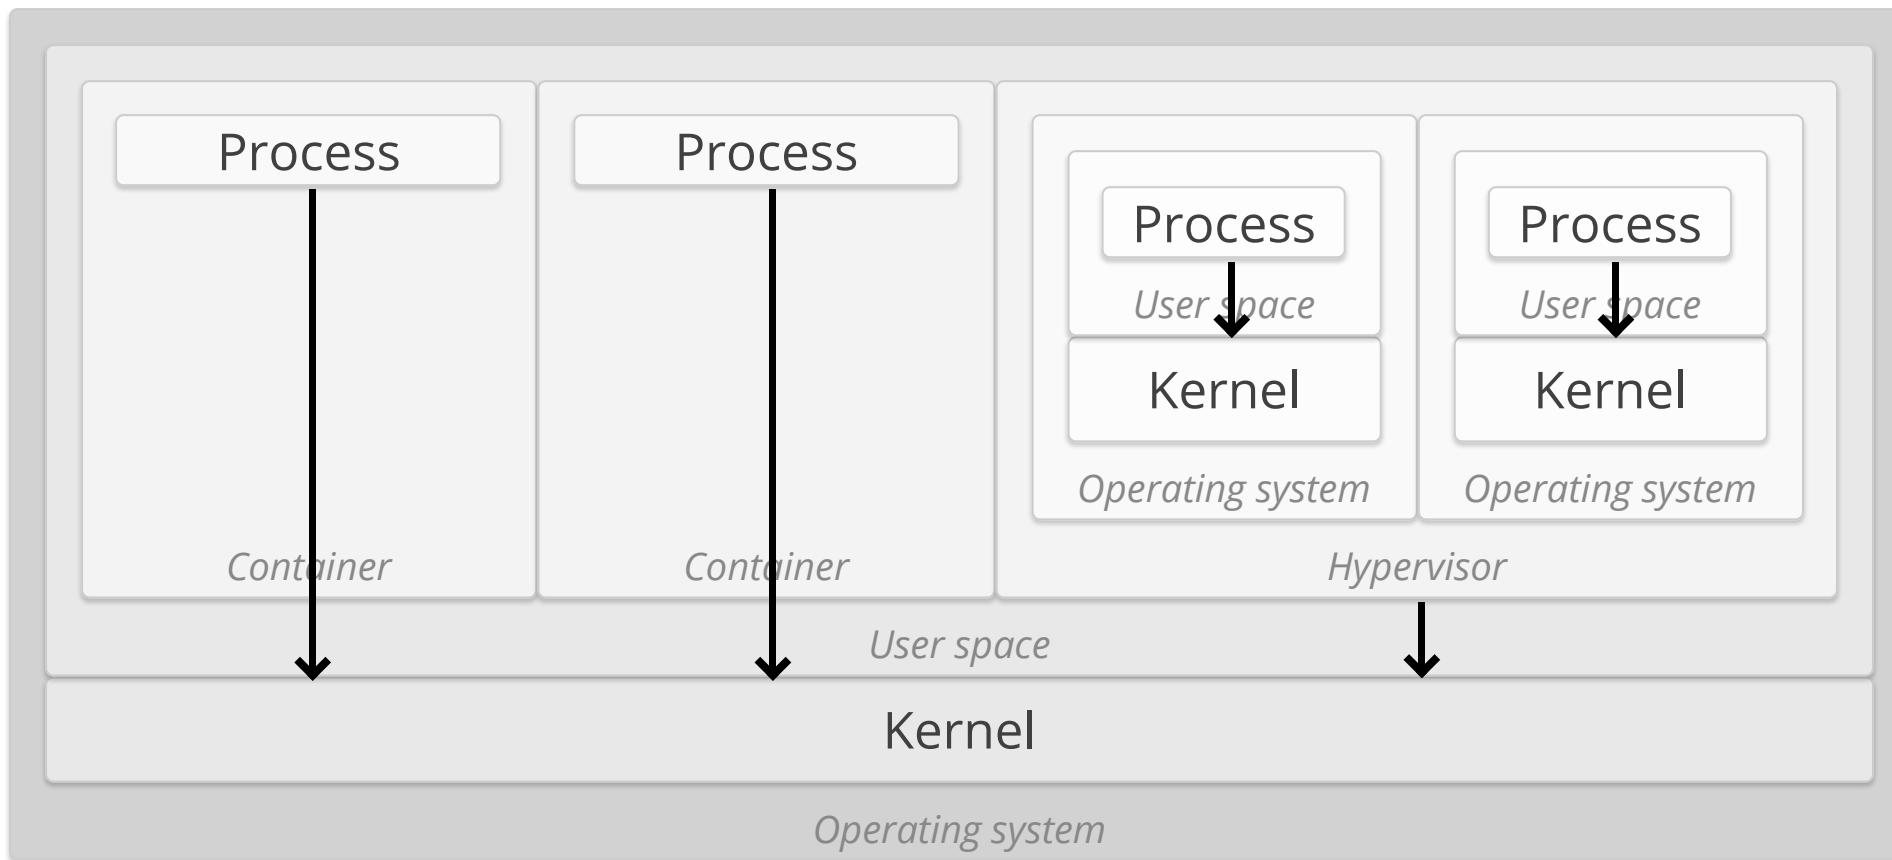 Process
Process
Process
Process
User space
User space
Kernel
Kernel
Operating system
Operating system
Container
Container
Hypervisor
User space
Kernel
Operating system